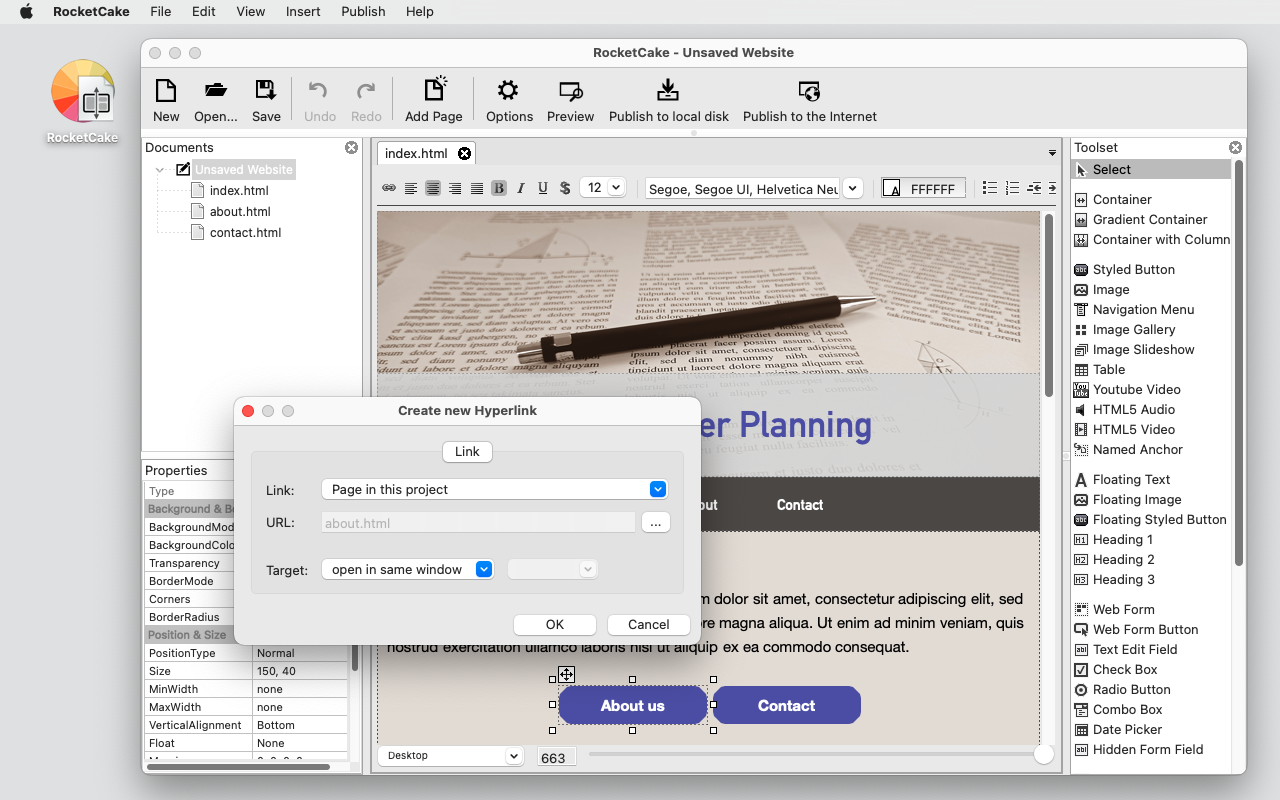 RocketCake File Edit View Insert Publish Help
RocketCake - Unsaved Website
RocketCake
New Open... Save Undo Redo Add Page Options Preview Publish to local disk Publish to the Internet
Documents
Unsaved Website
index.html
about.html
contact.html
index.html
B I U S 12 Segoe, Segoe UI, Helvetica Neu A FFFFFF
er Planning
out Contact
m dolor sit amet, consectetur adipiscing elit, sed
re magna aliqua. Ut enim ad minim veniam, quis
nostrud exercitation ullamco laboris nisi ut aliquip ex ea commodo consequat.
About us Contact
Desktop 663
Create new Hyperlink
Link
Link: Page in this project
URL: about.html ...
Target: open in same window
OK Cancel
Properties
Type
Background & Bo
BackgroundMod
BackgroundColo
Transparency
BorderMode
Corners
BorderRadius
Position & Size
PositionType Normal
Size 150, 40
MinWidth none
MaxWidth none
VerticalAlignment Bottom
Float None
Toolset
Select
Container
Gradient Container
Container with Column
Styled Button
Image
Navigation Menu
Image Gallery
Image Slideshow
Table
Youtube Video
HTML5 Audio
HTML5 Video
Named Anchor
Floating Text
Floating Image
Floating Styled Button
Heading 1
Heading 2
Heading 3
Web Form
Web Form Button
Text Edit Field
Check Box
Radio Button
Combo Box
Date Picker
Hidden Form Field